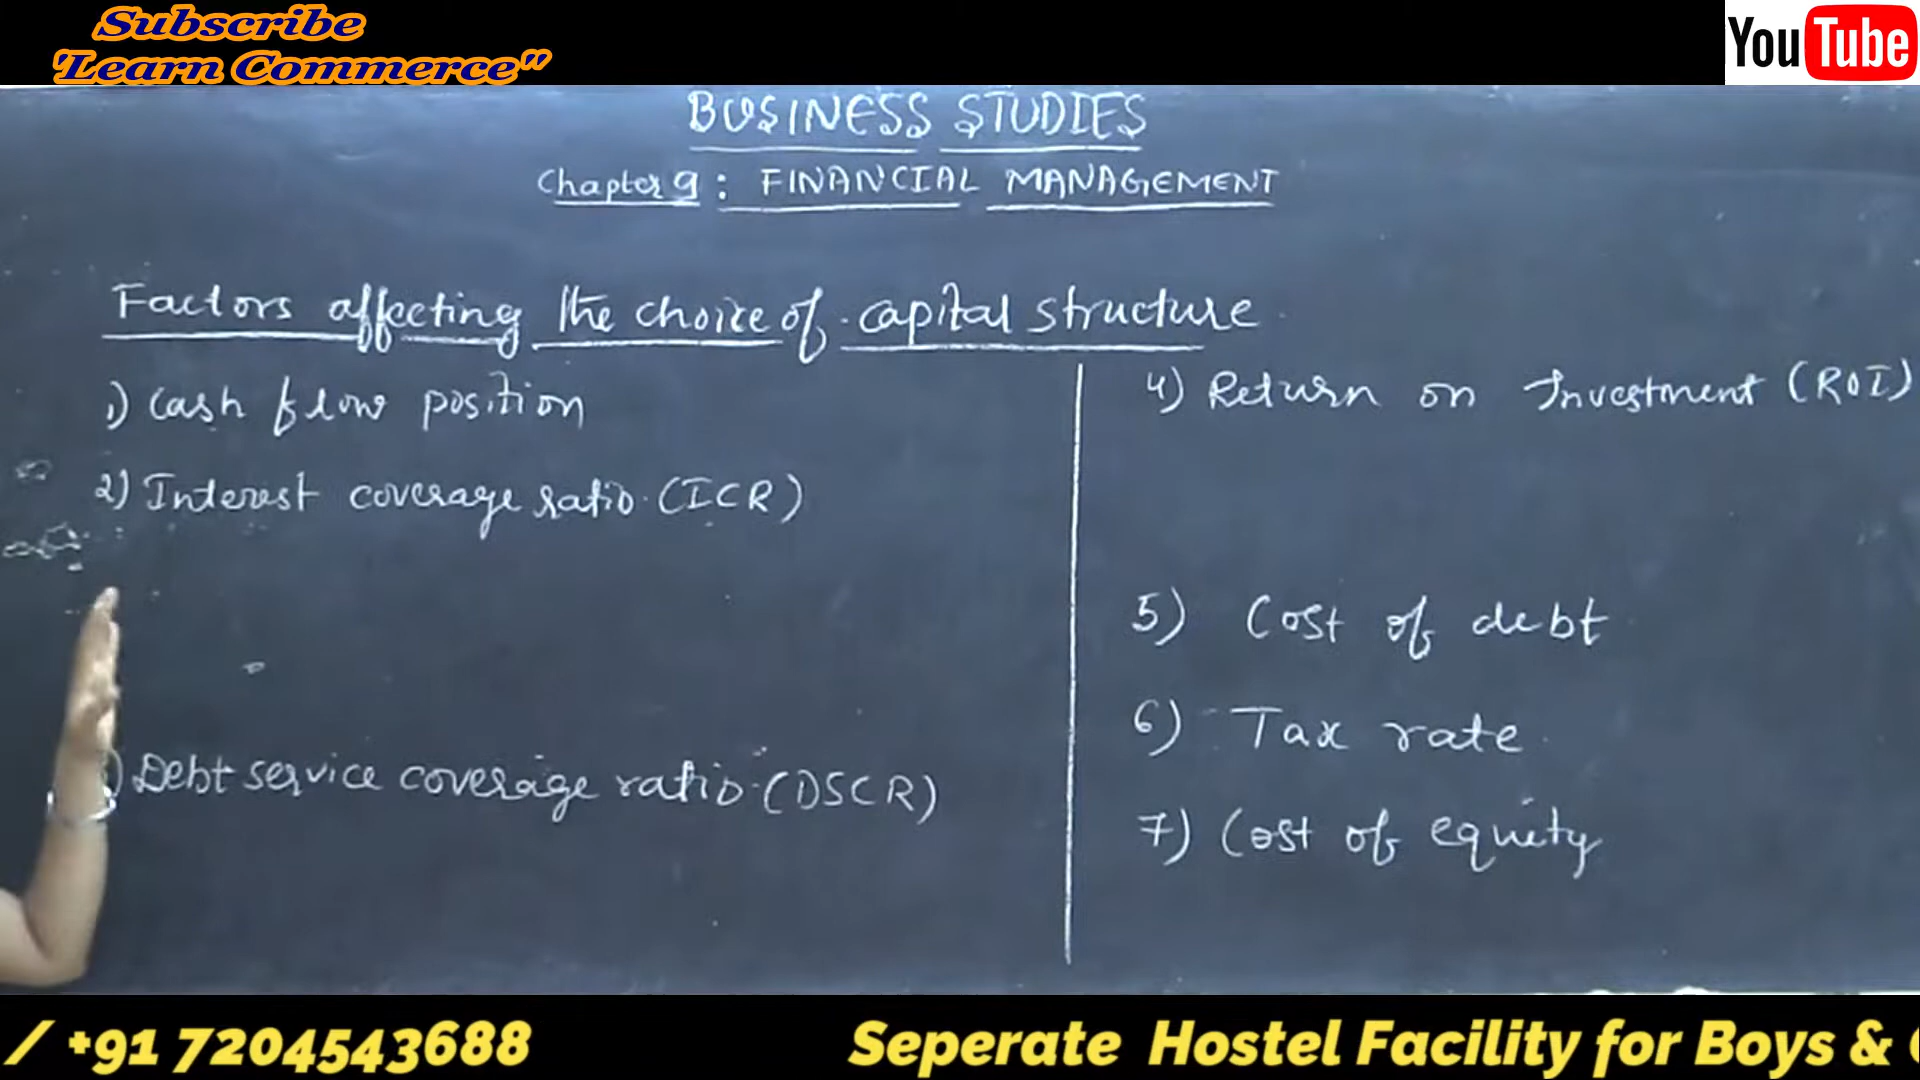 Subscribe
"Learn Commerce"
YouTube
BUSINESS STUDIES
Chapter 9 : FINANCIAL MANAGEMENT
Factors affecting the choice of capital structure
1) Cash flow position
2) Interest coverage ratio (ICR)
) Debt service coverage ratio (DSCR)
4) Return on Investment (ROI)
5) Cost of debt
6) Tax rate
7) Cost of equity
/ +91 7204543688 Seperate Hostel Facility for Boys &